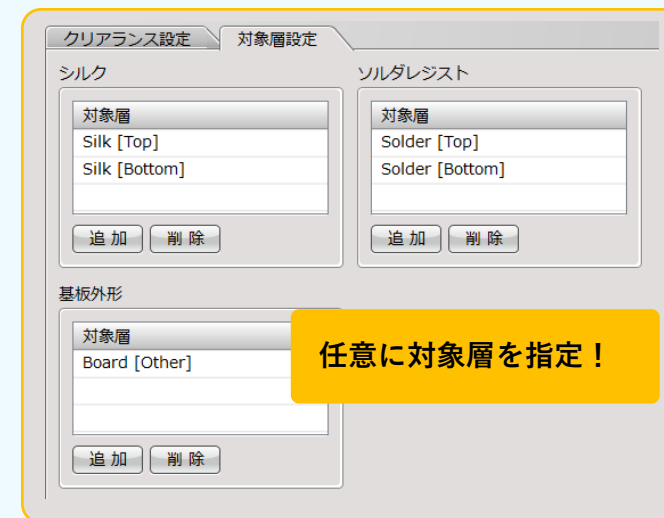 クリアランス設定
対象層設定
シルク
対象層
Silk [Top]
Silk [Bottom]
追 加
削 除
ソルダレジスト
対象層
Solder [Top]
Solder [Bottom]
追 加
削 除
基板外形
対象層
Board [Other]
追 加
削 除
任意に対象層を指定！